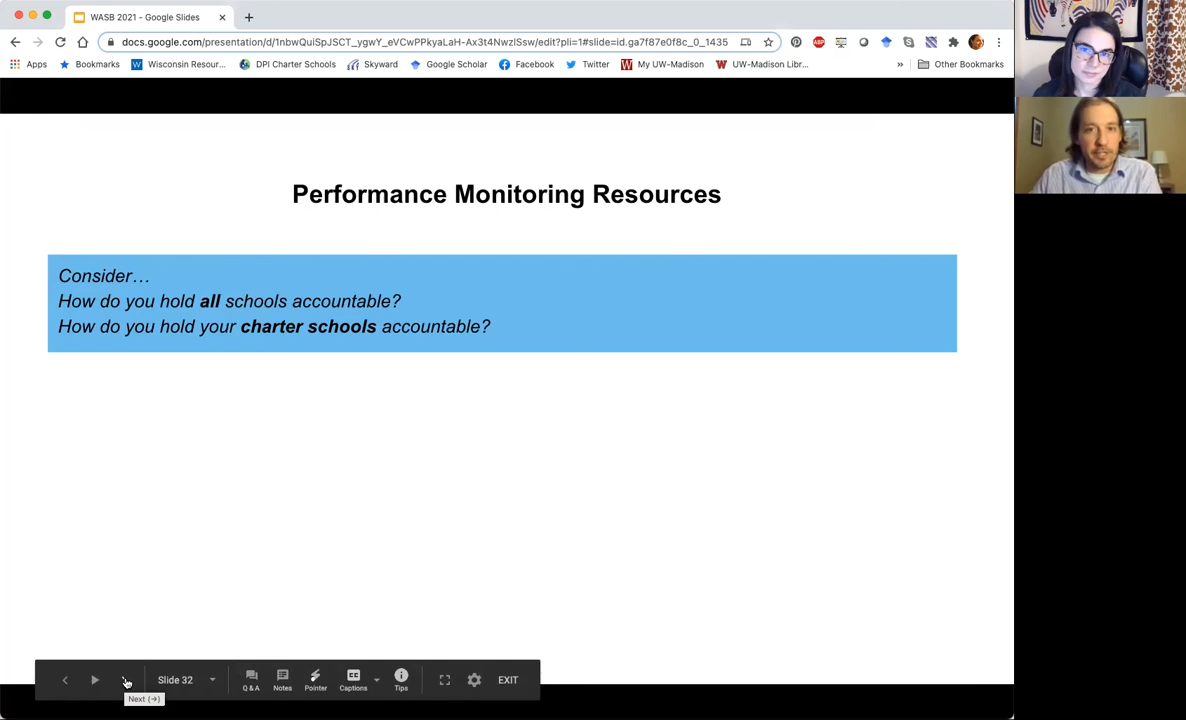 WASB 2021 - Google Slides
docs.google.com/presentation/d/1nbwQuiSpJSCT_ygwY_eVCwPPkyaLaH-Ax3t4NwzlSsw/edit?pli=1#slide=id.ga7f87e0f8c_0_1435
ABP
Apps Bookmarks Wisconsin Resour... DPI Charter Schools Skyward Google Scholar Facebook Twitter My UW-Madison UW-Madison Libr... » Other Bookmarks
Performance Monitoring Resources
Consider…
How do you hold all schools accountable?
How do you hold your charter schools accountable?
Slide 32 Q & A Notes Pointer Captions Tips EXIT
Next (→)